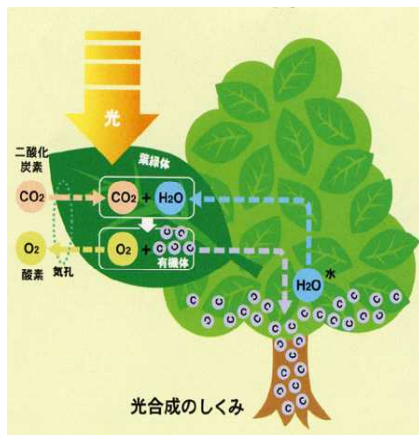 光
二酸化
炭素
葉緑体
CO2
CO2 + H2O
O2
O2 + C C C C C
有機体
酸素
気孔
H2O 水
光合成のしくみ